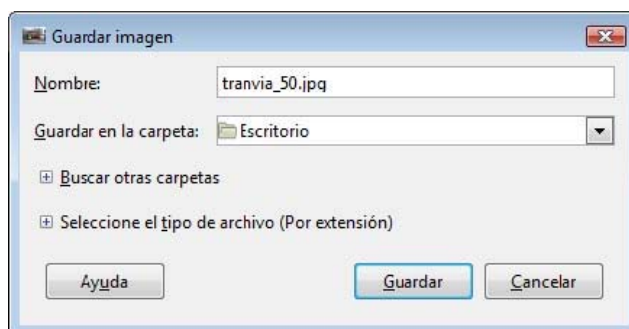 Guardar imagen
Nombre: tranvia_50.jpg
Guardar en la carpeta: Escritorio
Buscar otras carpetas
Seleccione el tipo de archivo (Por extensión)
Ayuda Guardar Cancelar